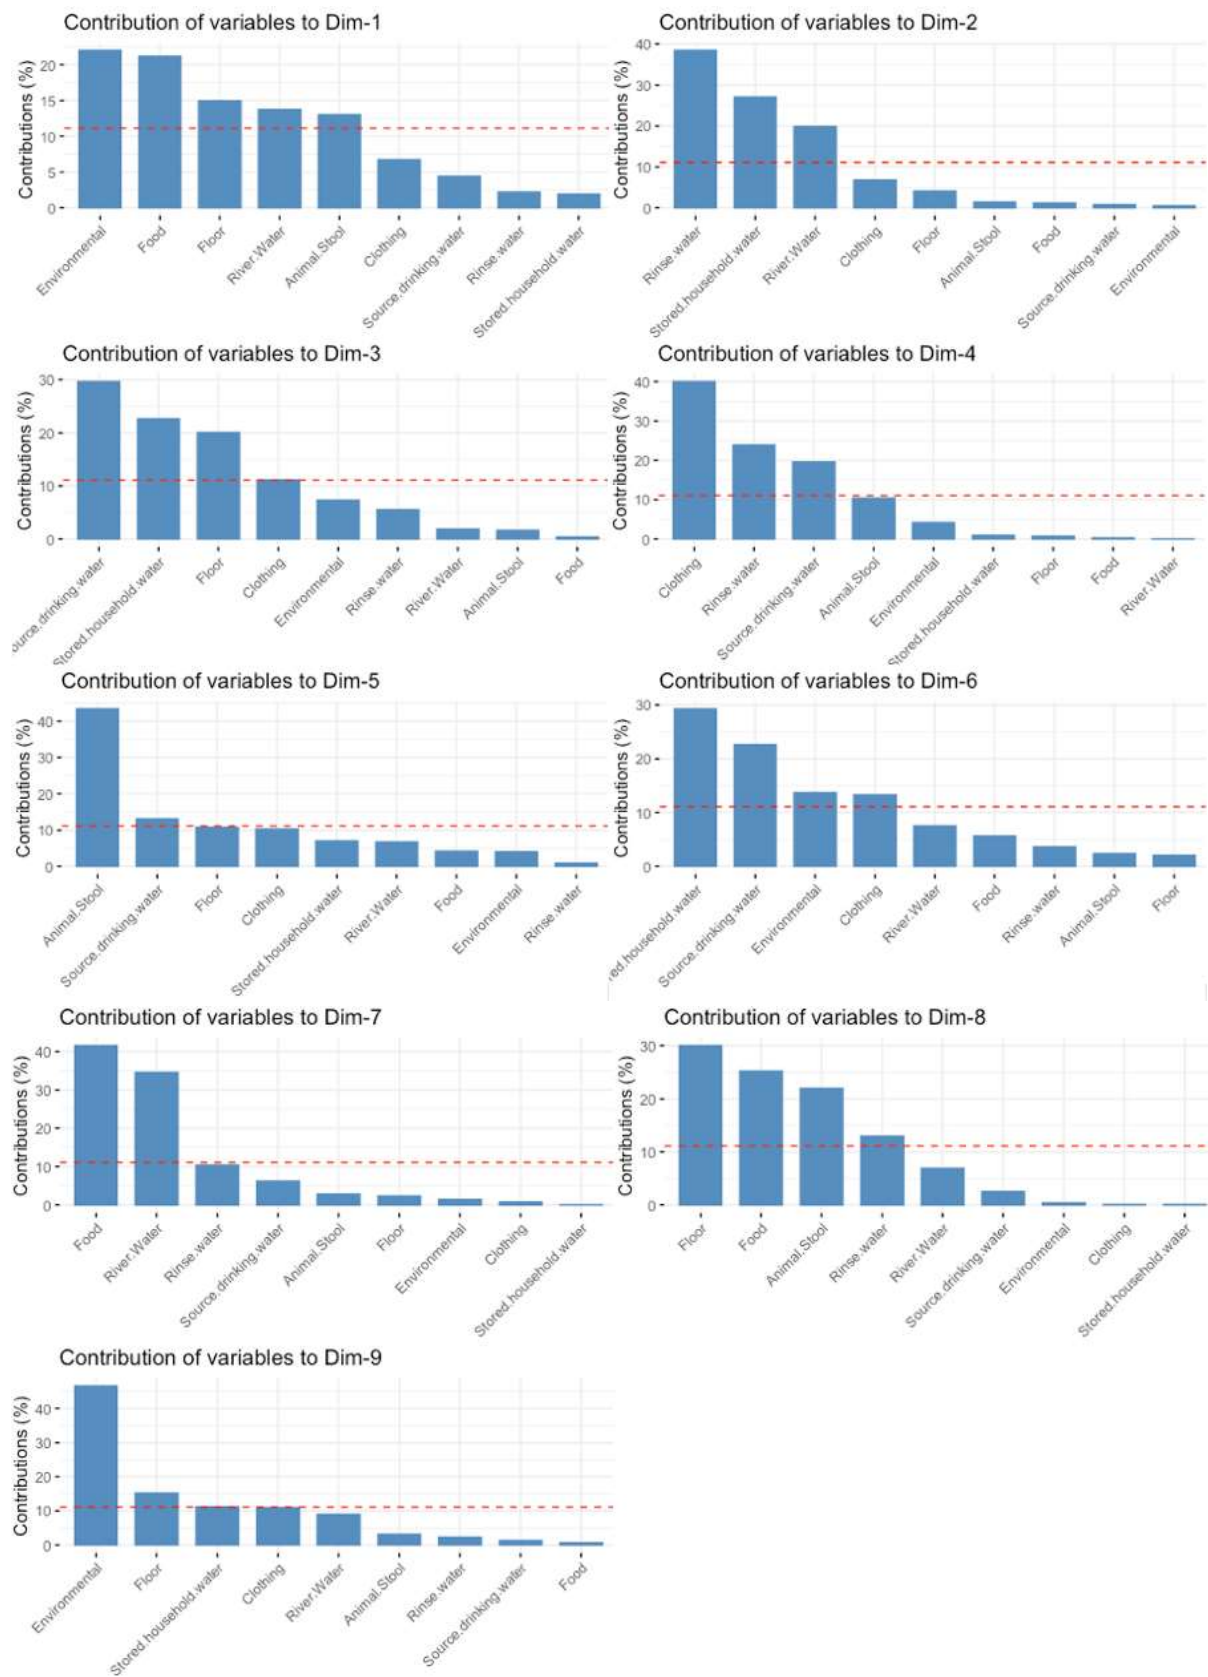 Contribution of variables to Dim-1
Contributions (%)
20
15
10
5
0
Environmental
Food
Floor
River.Water
Animal.Stool
Clothing
Source.drinking.water
Rinse.water
Stored.household.water
Contribution of variables to Dim-2
Contributions (%)
40
30
20
10
0
Rinse.water
Stored.household.water
River.Water
Clothing
Floor
Animal.Stool
Food
Source.drinking.water
Environmental
Contribution of variables to Dim-3
Contributions (%)
30
20
10
0
ource.drinking.water
Stored.household.water
Floor
Clothing
Environmental
Rinse.water
River.Water
Animal.Stool
Food
Contribution of variables to Dim-4
Contributions (%)
40
30
20
10
0
Clothing
Rinse.water
Source.drinking.water
Animal.Stool
Environmental
Stored.household.water
Floor
Food
River.Water
Contribution of variables to Dim-5
Contributions (%)
40
30
20
10
0
Animal.Stool
Source.drinking.water
Floor
Clothing
Stored.household.water
River.Water
Food
Environmental
Rinse.water
Contribution of variables to Dim-6
Contributions (%)
30
20
10
0
red.household.water
Source.drinking.water
Environmental
Clothing
River.Water
Food
Rinse.water
Animal.Stool
Floor
Contribution of variables to Dim-7
Contributions (%)
40
30
20
10
0
Food
River.Water
Rinse.water
Source.drinking.water
Animal.Stool
Floor
Environmental
Clothing
Stored.household.water
Contribution of variables to Dim-8
Contributions (%)
30
20
10
0
Floor
Food
Animal.Stool
Rinse.water
River.Water
Source.drinking.water
Environmental
Clothing
Stored.household.water
Contribution of variables to Dim-9
Contributions (%)
40
30
20
10
0
Environmental
Floor
Stored.household.water
Clothing
River.Water
Animal.Stool
Rinse.water
Source.drinking.water
Food